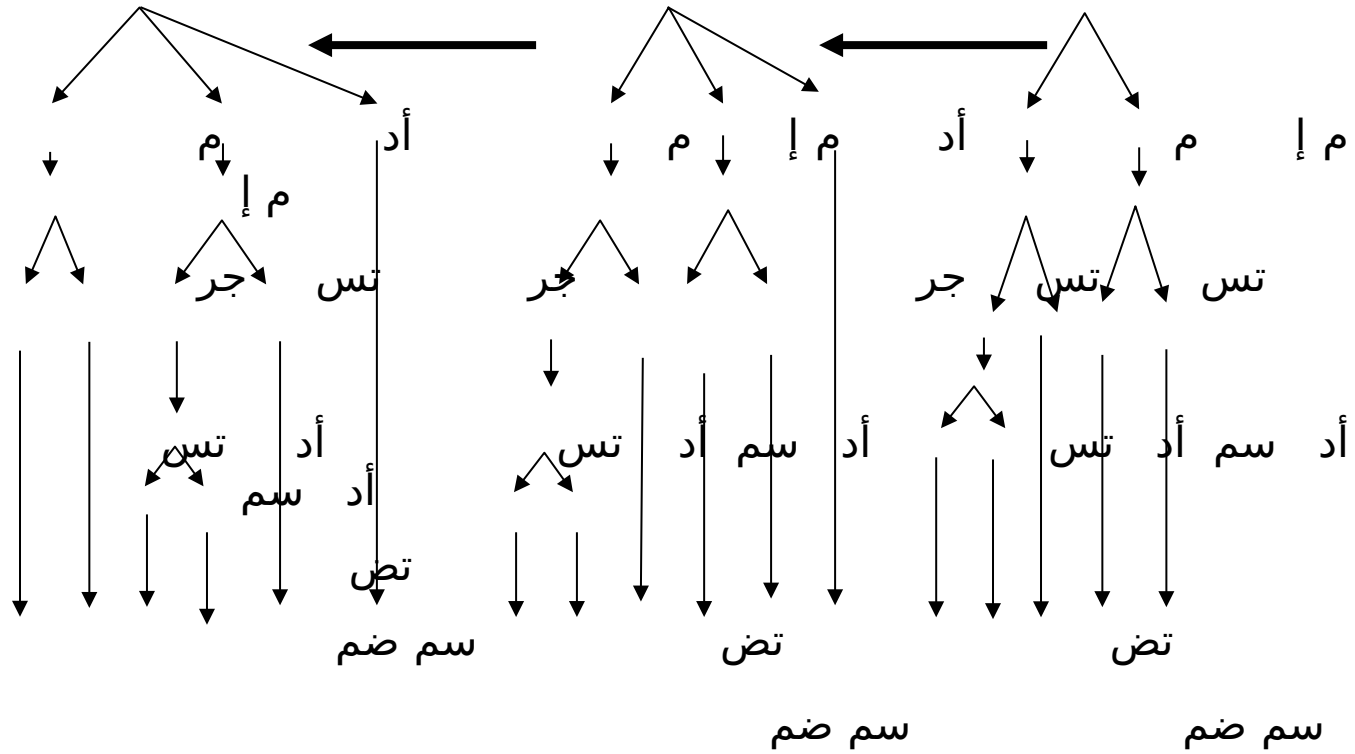 م إ م أد م إ م أد م
م إ
تس تس جر جر تس جر
أد سم أد تس أد سم أد تس أد تس
أد سم
تض
تض تض سم ضم
سم ضم سم ضم